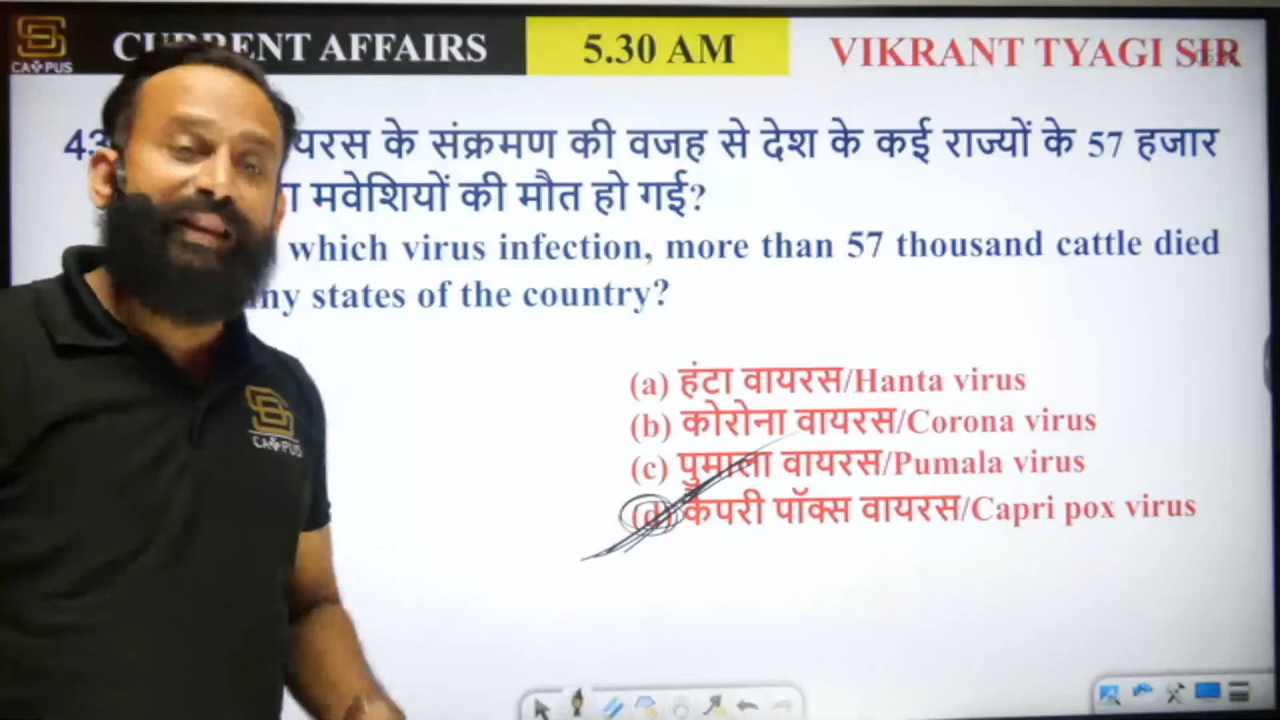 CAMPUS
CURRENT AFFAIRS
5.30 AM
VIKRANT TYAGI SIR
के संक्रमण की वजह से देश के कई राज्यों के 57 हजार
मवेशियों की मौत हो गई?
which virus infection, more than 57 thousand cattle died
states of the country?
(a) हंटा वायरस/Hanta virus
(b) कोरोना वायरस/Corona virus
(c) पुमाला वायरस/Pumala virus
(d) कैपरी पॉक्स वायरस/Capri pox virus
CAMPUS